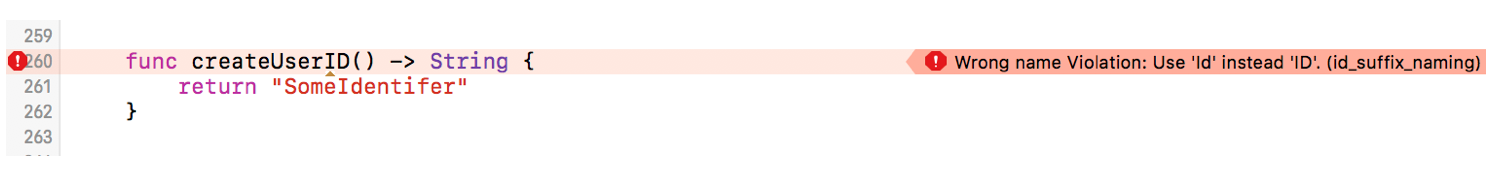 259
260 func createUserID() -> String { Wrong name Violation: Use 'Id' instead 'ID'. (id_suffix_naming)
261 return "SomeIdentifer"
262 }
263